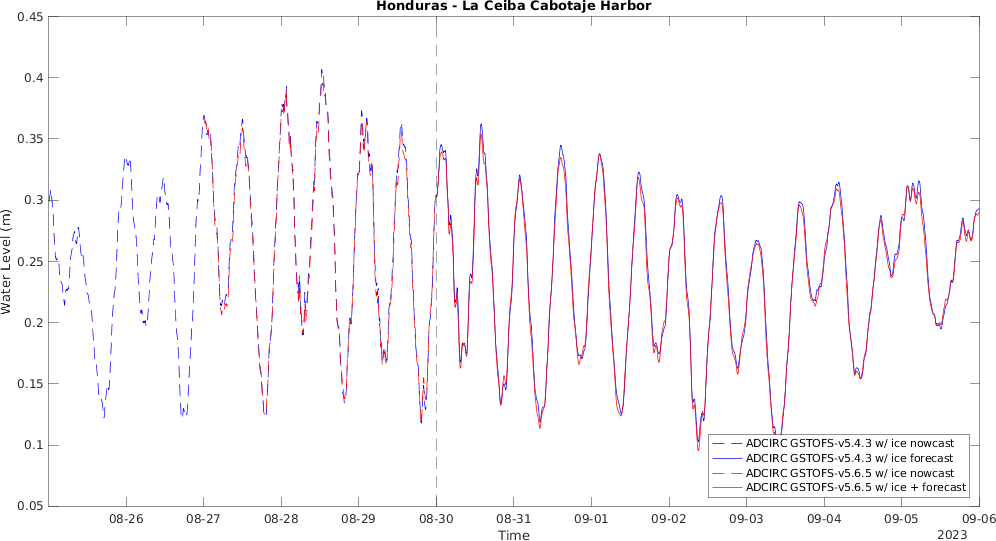 Honduras - La Ceiba Cabotaje Harbor
0.45
0.4
0.35
0.3
0.25
0.2
0.15
0.1
0.05
Water Level (m)
ADCIRC GSTOFS-v5.4.3 w/ ice nowcast
ADCIRC GSTOFS-v5.4.3 w/ ice forecast
ADCIRC GSTOFS-v5.6.5 w/ ice nowcast
ADCIRC GSTOFS-v5.6.5 w/ ice + forecast
08-26 08-27 08-28 08-29 08-30 08-31 09-01 09-02 09-03 09-04 09-05 09-06
Time
2023